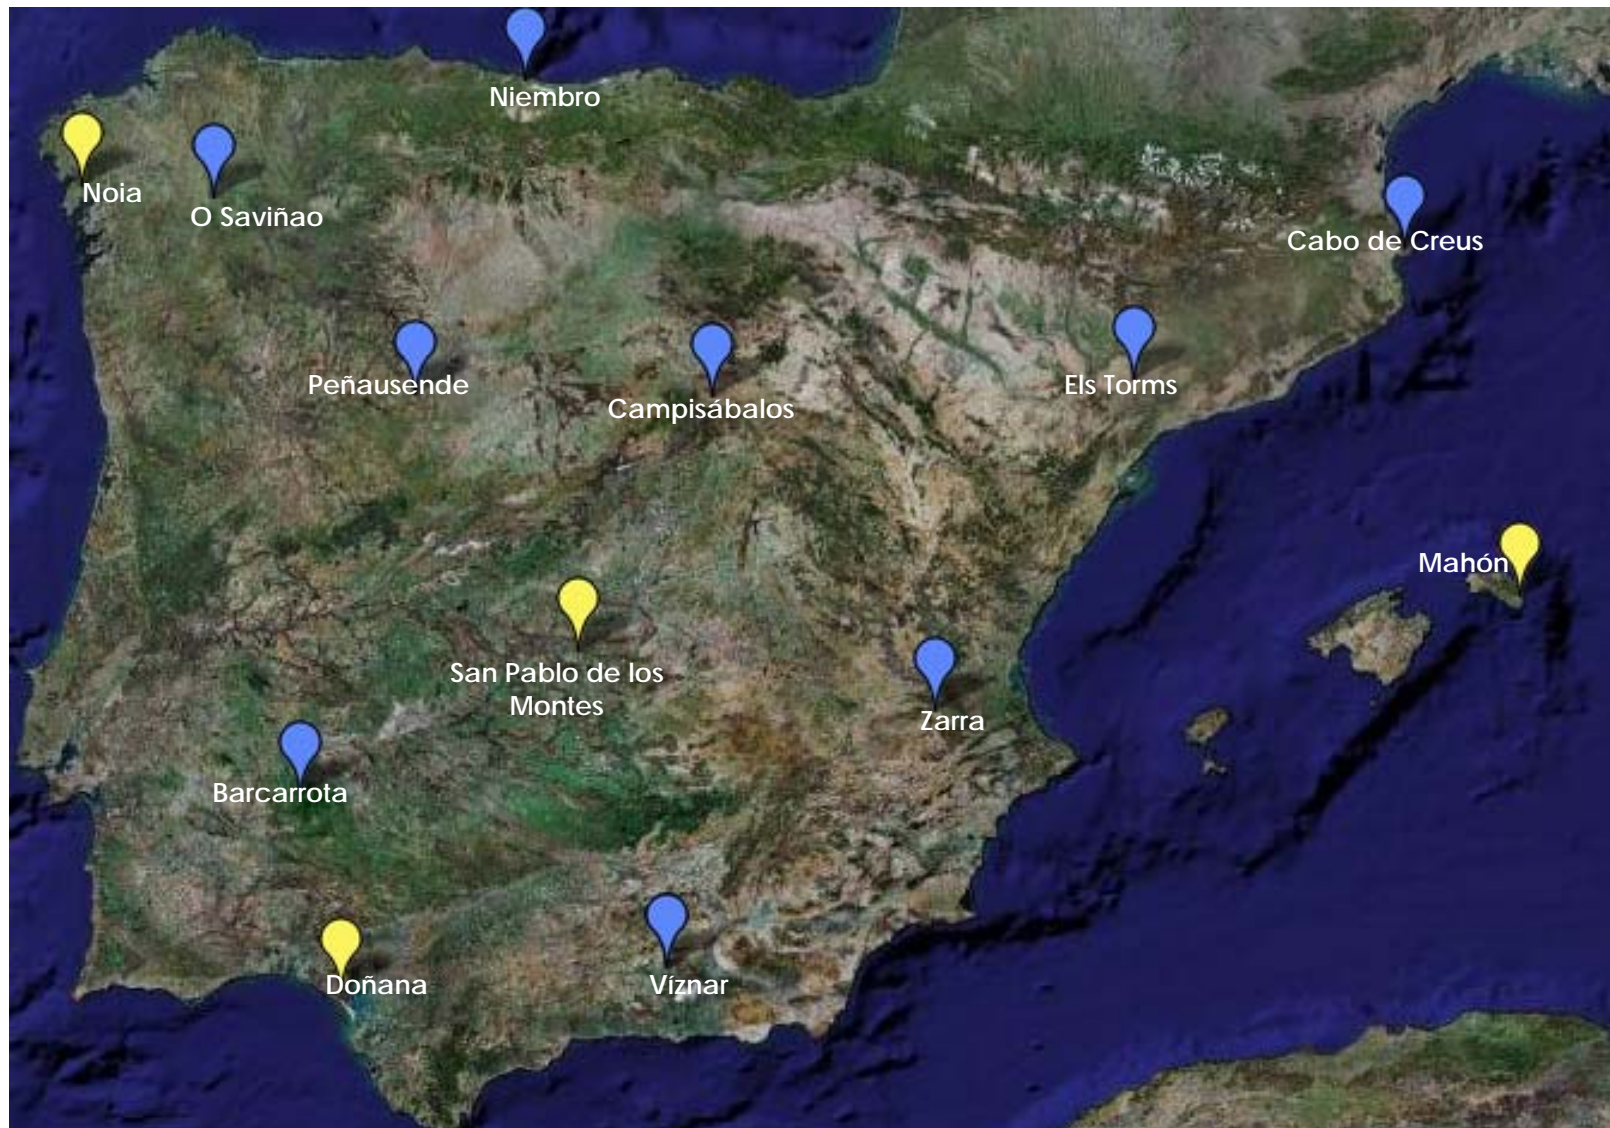 Niembro
Noia
O Saviñao
Cabo de Creus
Peñausende
Campisábalos
Els Torms
Mahón
San Pablo de los
Montes
Zarra
Barcarrota
Doñana
Víznar